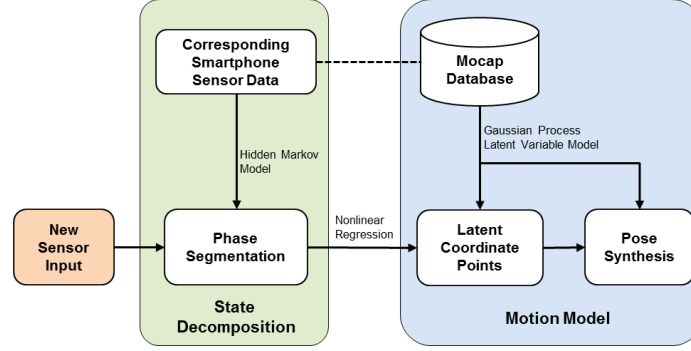 Corresponding
Smartphone
Sensor Data
Mocap
Database
Hidden Markov
Model
Gaussian Process
Latent Variable Model
New
Sensor
Input
Phase
Segmentation
Nonlinear
Regression
Latent
Coordinate
Points
Pose
Synthesis
State
Decomposition
Motion Model